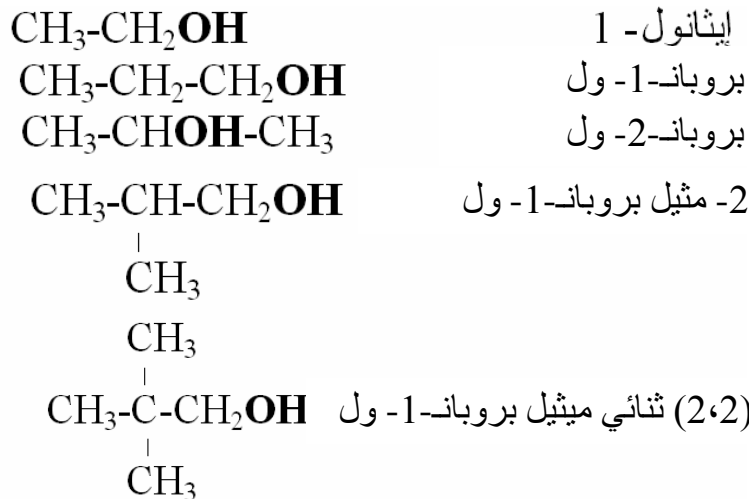 CH₃-CH₂OH إيثانول- 1
CH₃-CH₂-CH₂OH بروبانـ-1- ول
CH₃-CHOH-CH₃ بروبانـ-2- ول
CH₃-CH-CH₂OH 2- مثيل بروبانـ-1- ول
|
CH₃
CH₃
|
CH₃-C-CH₂OH (2،2) ثنائي ميثيل بروبانـ-1- ول
|
CH₃